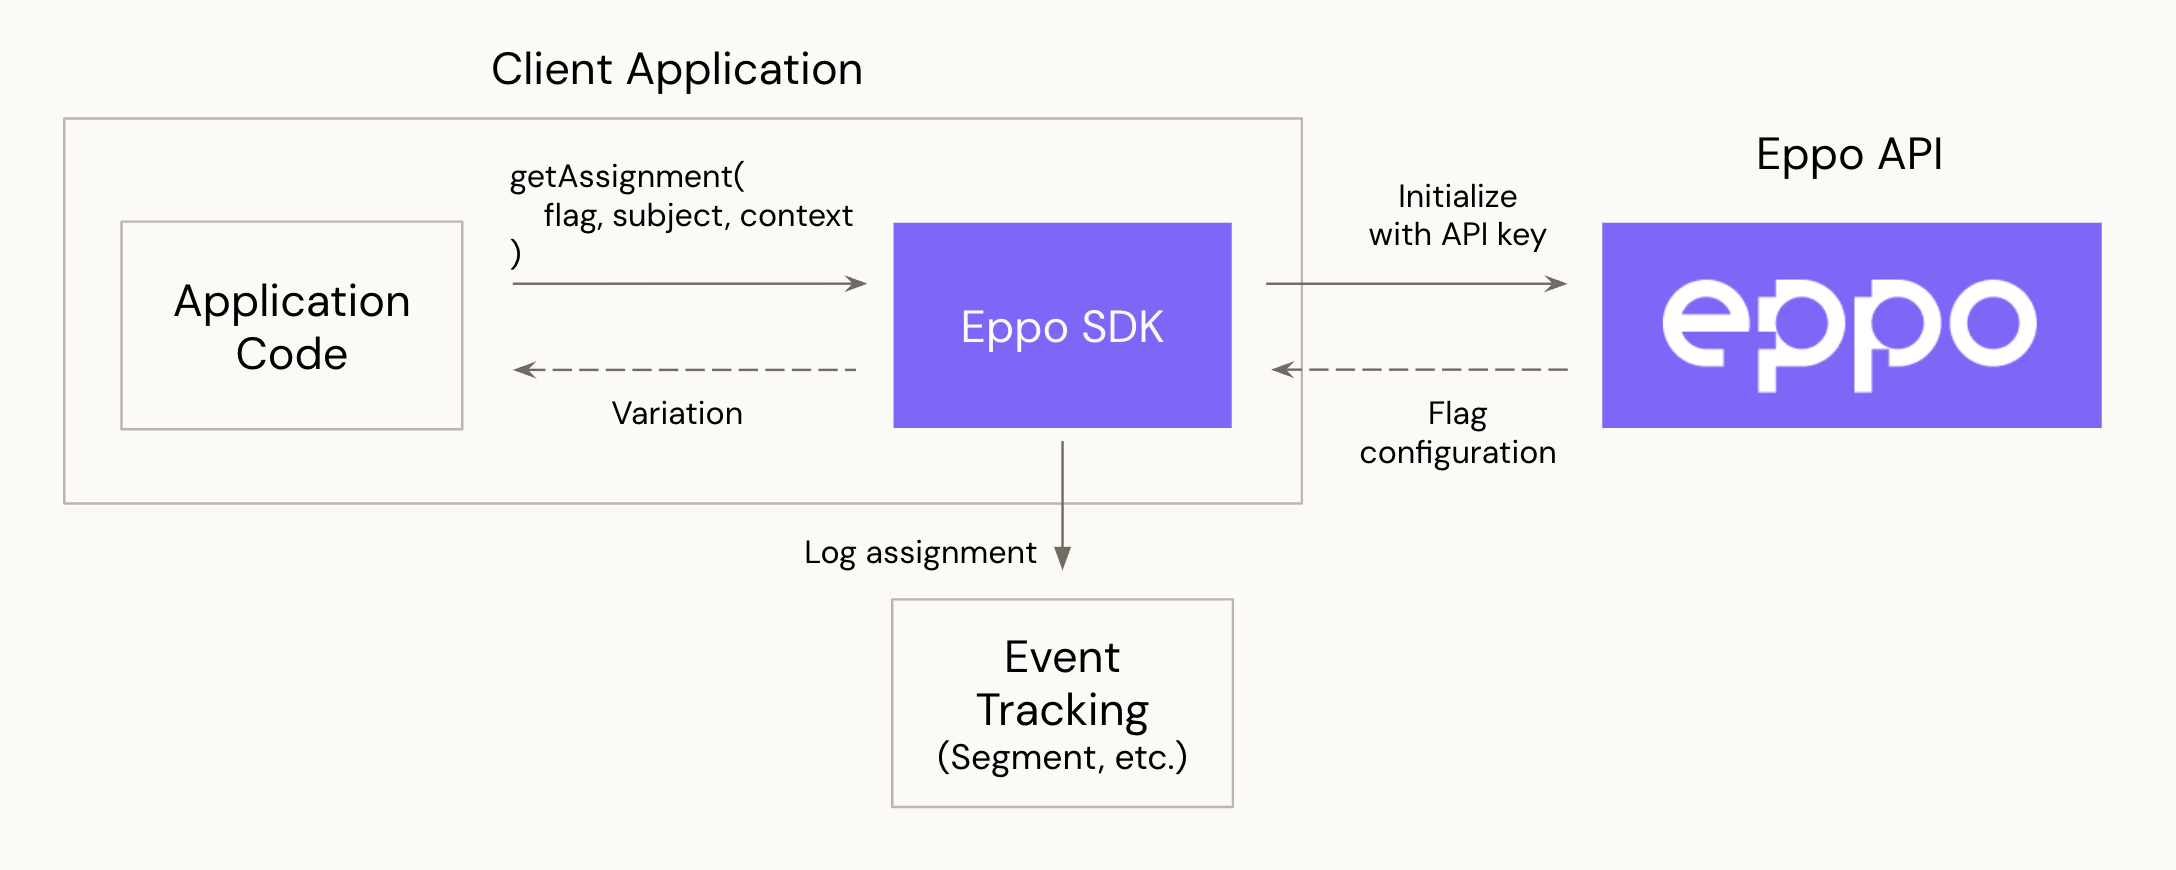 Client Application
Eppo API
getAssignment(
flag, subject, context
)
Initialize
with API key
Application
Code
Eppo SDK
eppo
Variation
Flag
configuration
Log assignment
Event
Tracking
(Segment, etc.)